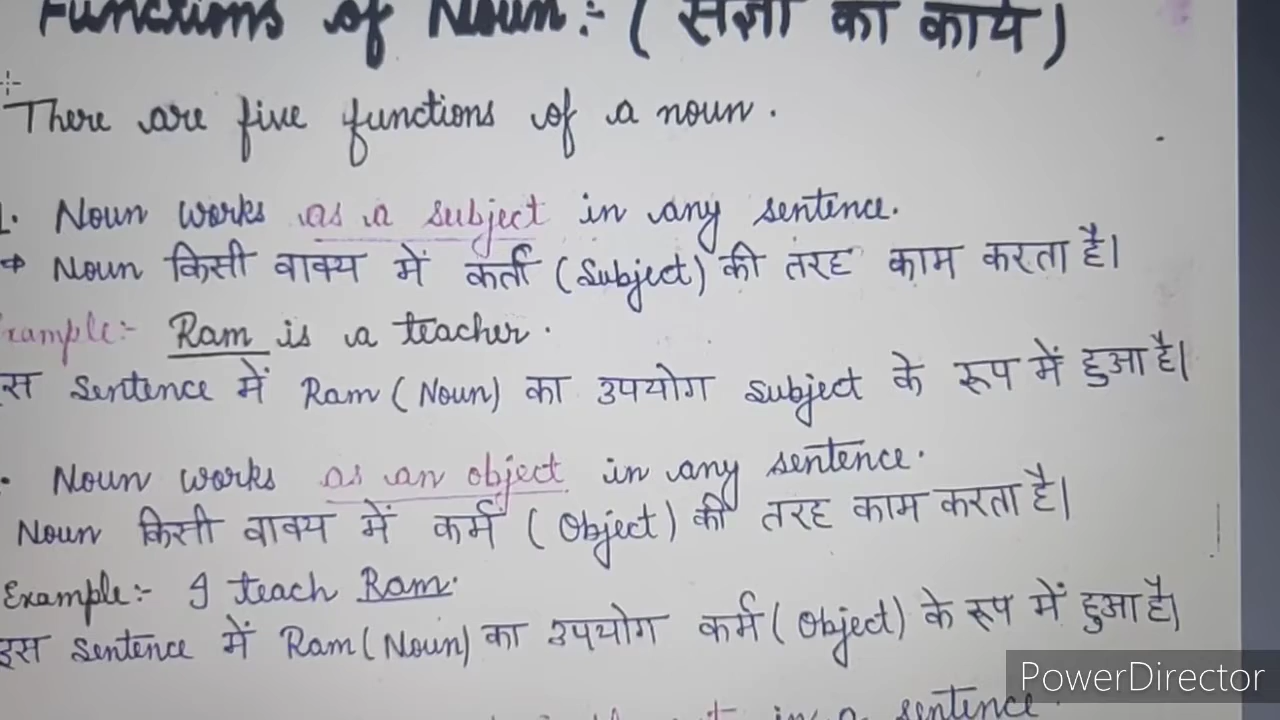 Functions of Noun :- ( संज्ञा का कार्य )
There are five functions of a noun .
1. Noun works as a subject in any sentence.
Noun किसी वाक्य में कर्ता (Subject) की तरह काम करता है।
Example:- Ram is a teacher .
इस Sentence में Ram ( Noun) का उपयोग subject के रूप में हुआ है।
. Noun works as an object in any sentence .
Noun किसी वाक्य में कर्म ( Object ) की तरह काम करता है।
Example:- I teach Ram.
इस sentence में Ram (Noun) का उपयोग कर्म ( Object) के रूप में हुआ है।
in a sentence .
PowerDirector